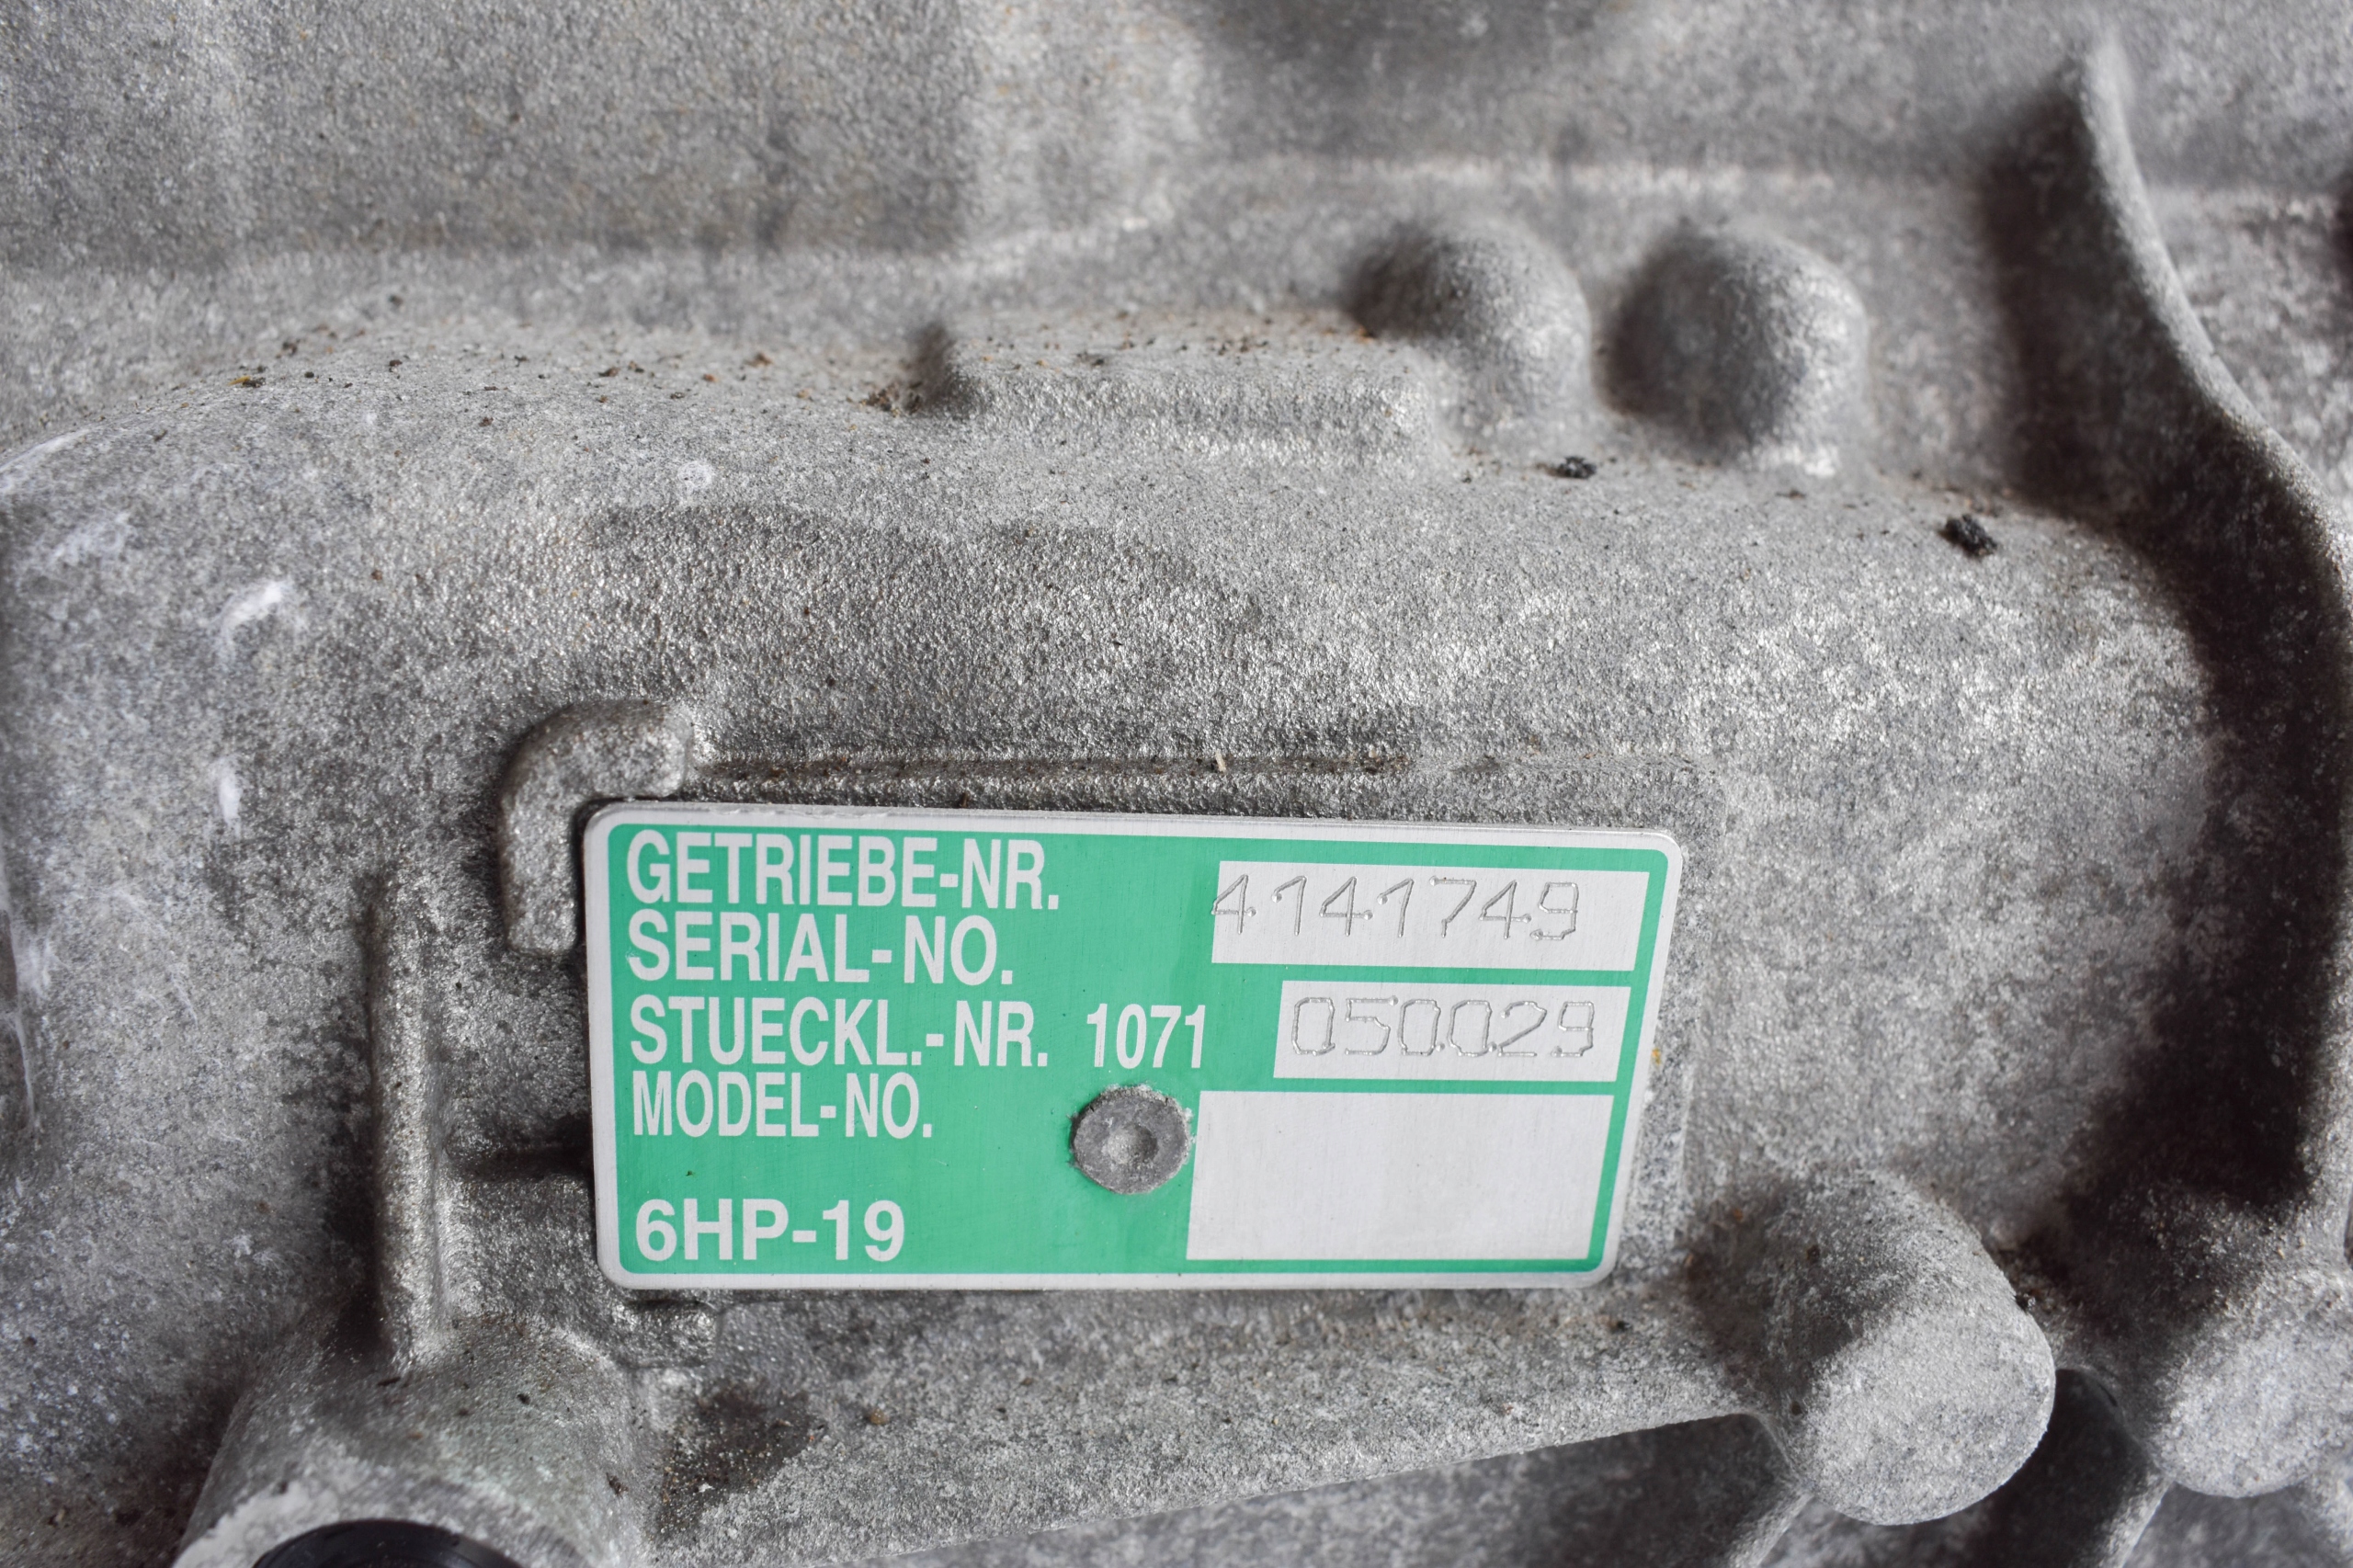 GETRIEBE-NR. 4141749
SERIAL-NO.
STUECKL.-NR. 1071 050029
MODEL-NO.
6HP-19